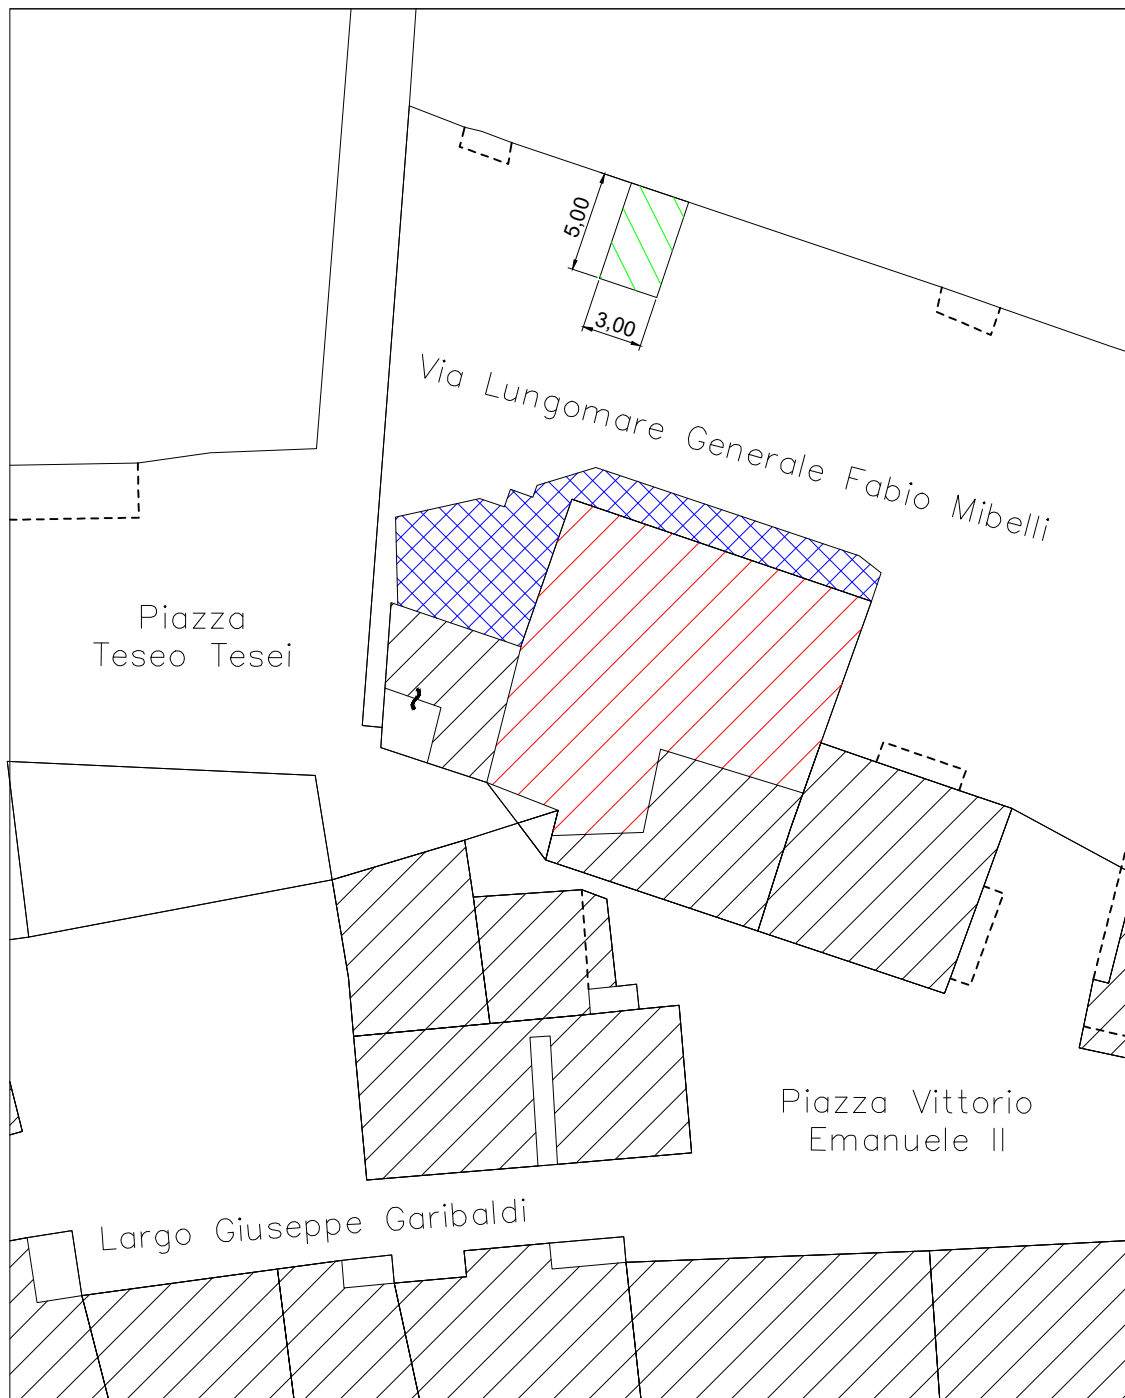 5,00
3,00
Via Lungomare Generale Fabio Mibelli
Piazza
Teseo Tesei
Piazza Vittorio
Emanuele II
Largo Giuseppe Garibaldi